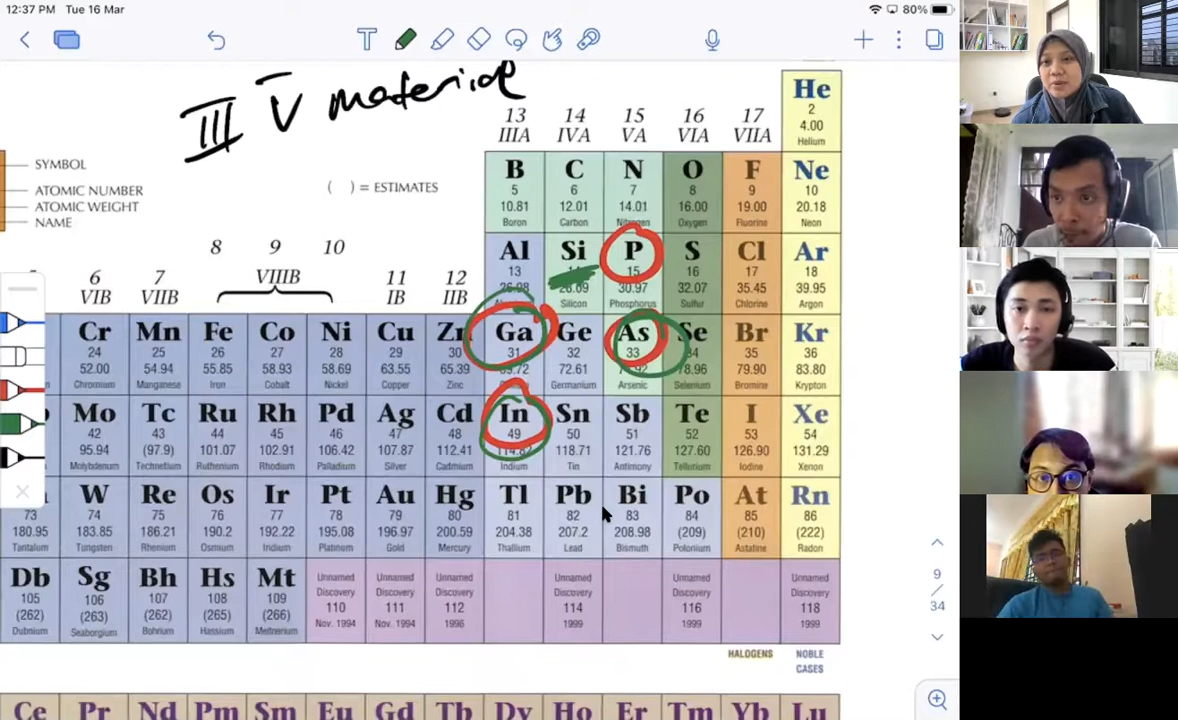 12:37 PM Tue 16 Mar
80%
III V material
SYMBOL
ATOMIC NUMBER
ATOMIC WEIGHT
NAME
( ) = ESTIMATES
13 14 15 16 17
IIIA IVA VA VIA VIIA
He
2
4.00
Helium
B C N O F Ne
5 6 7 8 9 10
10.81 12.01 14.01 16.00 19.00 20.18
Boron Carbon Nitrogen Oxygen Fluorine Neon
8 9 10
VIIIB
6 7 11 12
VIB VIIB IB IIB
Al Si P S Cl Ar
13 14 15 16 17 18
26.98 28.09 30.97 32.07 35.45 39.95
Silicon Phosphorus Sulfur Chlorine Argon
Cr Mn Fe Co Ni Cu Zn Ga Ge As Se Br Kr
24 25 26 27 28 29 30 31 32 33 34 35 36
52.00 54.94 55.85 58.93 58.69 63.55 65.39 69.72 72.61 74.92 78.96 79.90 83.80
Chromium Manganese Iron Cobalt Nickel Copper Zinc Germanium Arsenic Selenium Bromine Krypton
Mo Tc Ru Rh Pd Ag Cd In Sn Sb Te I Xe
42 43 44 45 46 47 48 49 50 51 52 53 54
95.94 (97.9) 101.07 102.91 106.42 107.87 112.41 114.82 118.71 121.76 127.60 126.90 131.29
Molybdenum Technetium Ruthenium Rhodium Palladium Silver Cadmium Indium Tin Antimony Tellurium Iodine Xenon
W Re Os Ir Pt Au Hg Tl Pb Bi Po At Rn
73 74 75 76 77 78 79 80 81 82 83 84 85 86
180.95 183.85 186.21 190.2 192.22 195.08 196.97 200.59 204.38 207.2 208.98 (209) (210) (222)
Tantalum Tungsten Rhenium Osmium Iridium Platinum Gold Mercury Thallium Lead Bismuth Polonium Astatine Radon
Db Sg Bh Hs Mt
105 106 107 108 109
(262) (263) (262) (265) (266)
Dubnium Seaborgium Bohrium Hassium Meitnerium
Unnamed Unnamed Unnamed Unnamed Unnamed Unnamed
Discovery Discovery Discovery Discovery Discovery Discovery
110 111 112 114 116 118
Nov. 1994 Nov. 1994 1996 1999 1999 1999
HALOGENS NOBLE
CASES
9
/
34
Ce Pr Nd Pm Sm Eu Gd Tb Dy Ho Er Tm Yb Lu